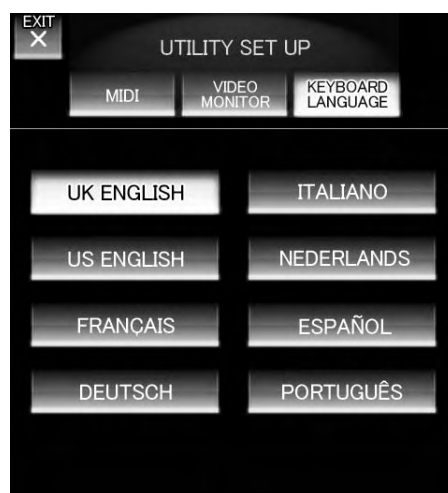 EXIT
×
UTILITY SET UP
MIDI
VIDEO
MONITOR
KEYBOARD
LANGUAGE
UK ENGLISH
ITALIANO
US ENGLISH
NEDERLANDS
FRANÇAIS
ESPAÑOL
DEUTSCH
PORTUGUÊS